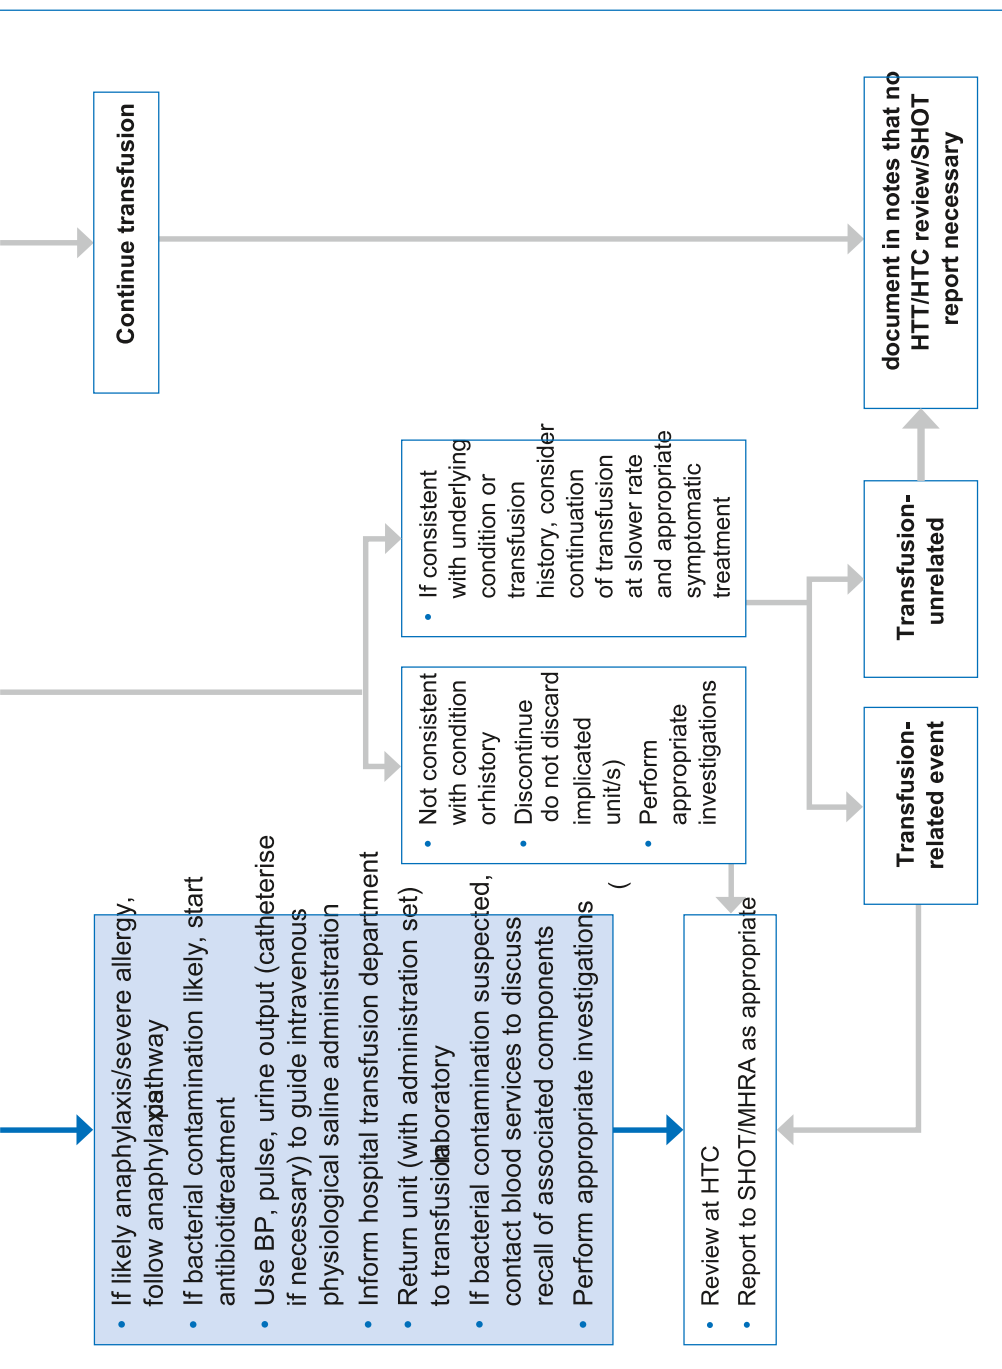 • If likely anaphylaxis/severe allergy,
follow anaphylaxis pathway
• If bacterial contamination likely, start
antibiotic treatment
• Use BP, pulse, urine output (catheterise
if necessary) to guide intravenous
physiological saline administration
• Inform hospital transfusion department
• Return unit (with administration set)
to transfusion laboratory
• If bacterial contamination suspected,
contact blood services to discuss
recall of associated components
• Perform appropriate investigations
(
• Not consistent
with condition
orhistory
• Discontinue
do not discard
implicated
unit/s)
• Perform
appropriate
investigations
• If consistent
with underlying
condition or
transfusion
history, consider
continuation
of transfusion
at slower rate
and appropriate
symptomatic
treatment
Continue transfusion
• Review at HTC
• Report to SHOT/MHRA as appropriate
Transfusion-
related event
Transfusion-
unrelated
document in notes that no
HTT/HTC review/SHOT
report necessary